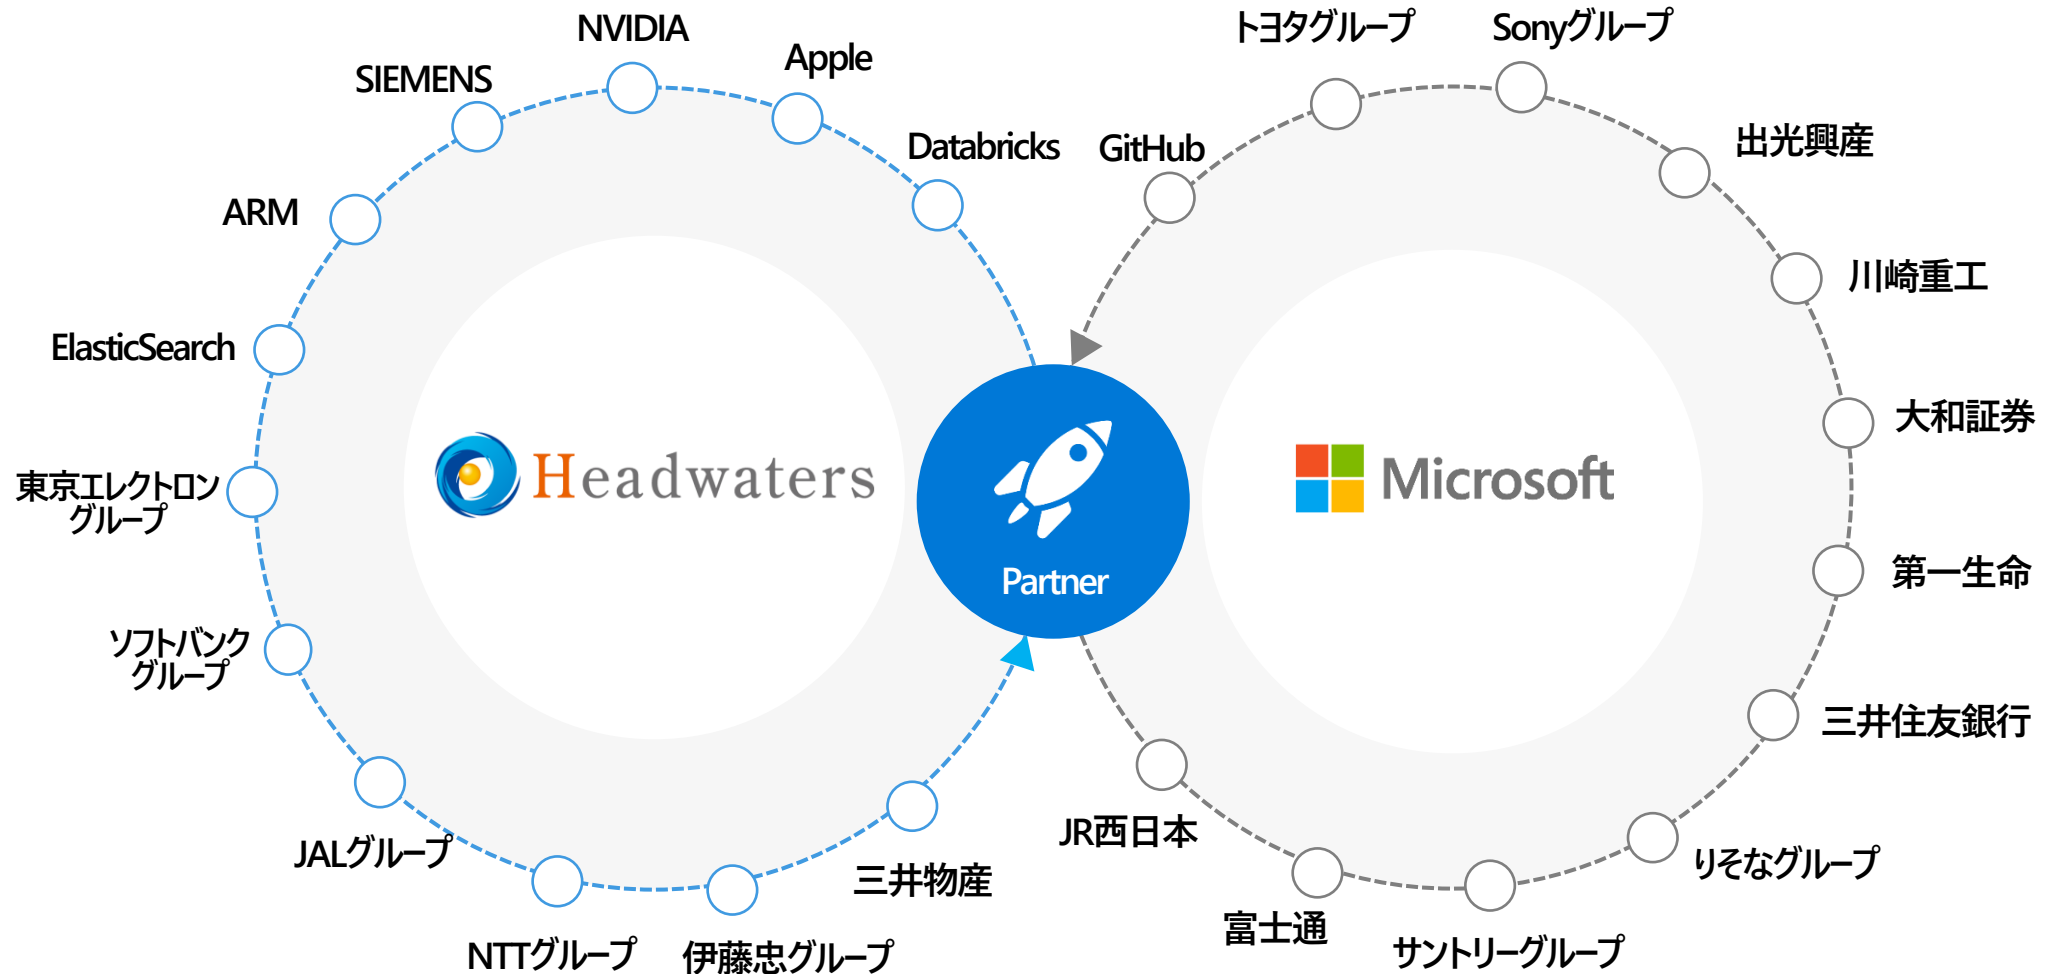 NVIDIA
Apple
SIEMENS
Databricks
ARM
ElasticSearch
東京エレクトロン
グループ
ソフトバンク
グループ
JALグループ
NTTグループ
伊藤忠グループ
三井物産
Headwaters
Partner
Microsoft
トヨタグループ
Sonyグループ
GitHub
出光興産
川崎重工
大和証券
第一生命
三井住友銀行
りそなグループ
サントリーグループ
富士通
JR西日本